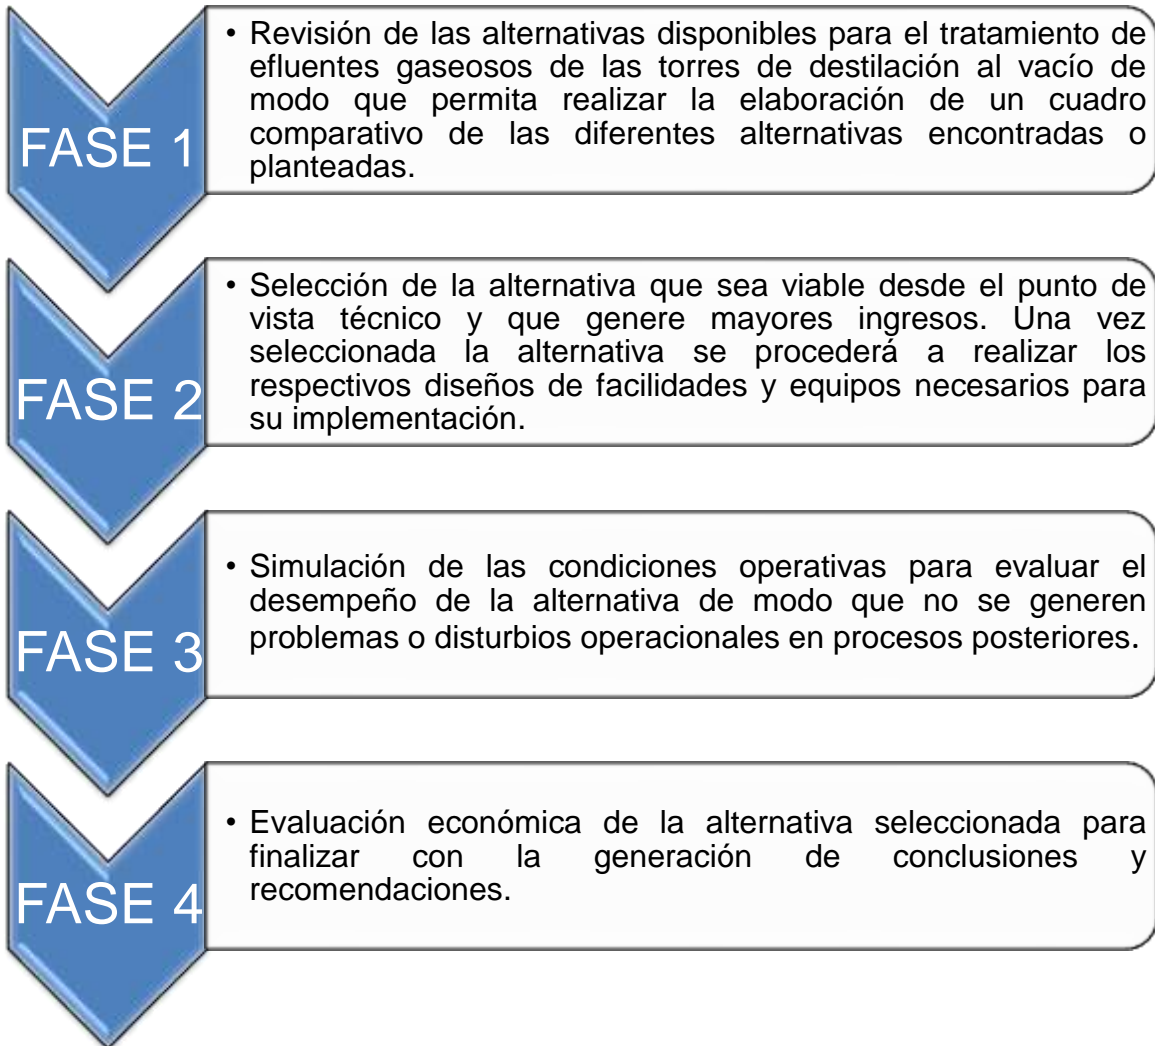 FASE 1
• Revisión de las alternativas disponibles para el tratamiento de
efluentes gaseosos de las torres de destilación al vacío de
modo que permita realizar la elaboración de un cuadro
comparativo de las diferentes alternativas encontradas o
planteadas.
FASE 2
• Selección de la alternativa que sea viable desde el punto de
vista técnico y que genere mayores ingresos. Una vez
seleccionada la alternativa se procederá a realizar los
respectivos diseños de facilidades y equipos necesarios para
su implementación.
FASE 3
• Simulación de las condiciones operativas para evaluar el
desempeño de la alternativa de modo que no se generen
problemas o disturbios operacionales en procesos posteriores.
FASE 4
• Evaluación económica de la alternativa seleccionada para
finalizar con la generación de conclusiones y
recomendaciones.